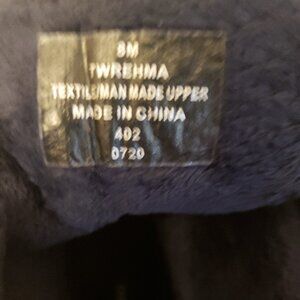 8M
TWREHMA
TEXTILE/MAN MADE UPPER
MADE IN CHINA
402
0720